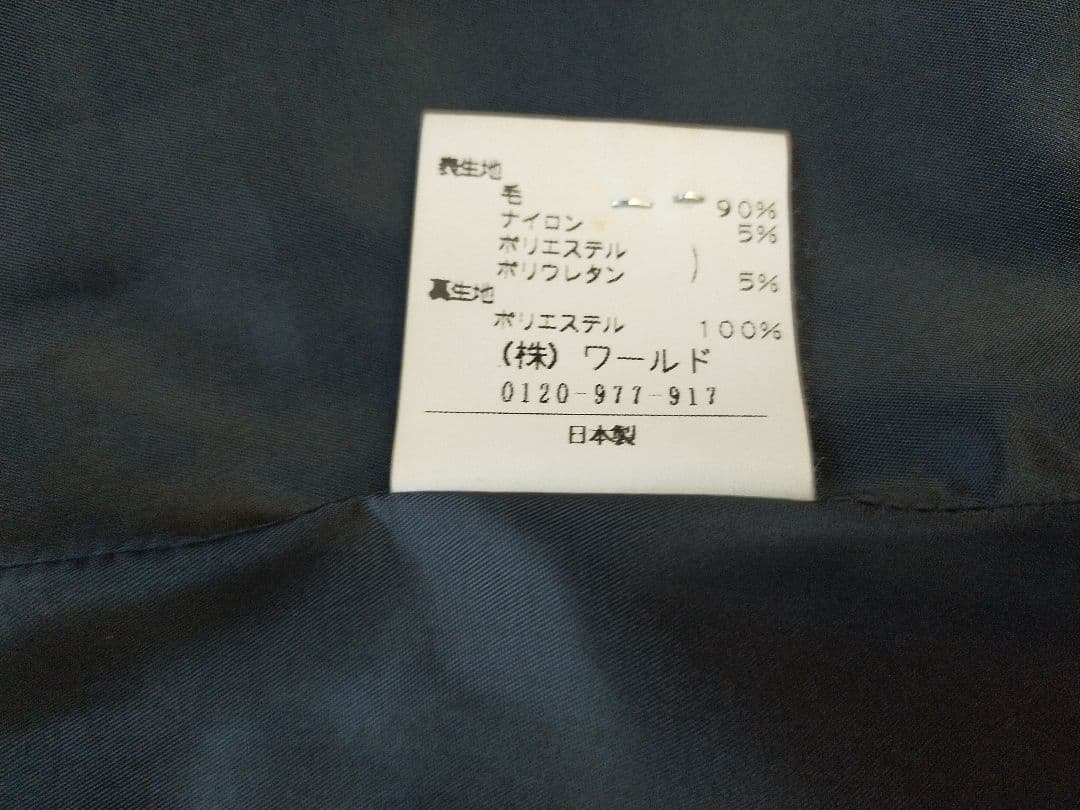 表生地
毛 90%
ナイロン 5%
ポリエステル )
ポリウレタン 5%
裏生地
ポリエステル 100%
(株) ワールド
0120-977-917
日本製